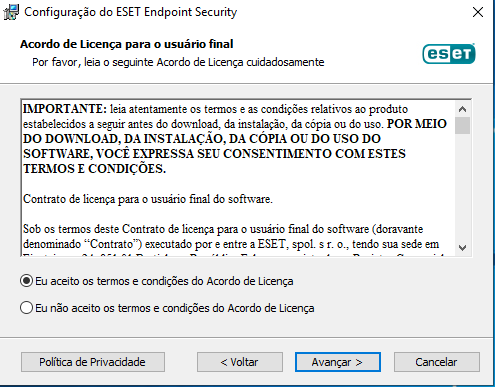 Configuração do ESET Endpoint Security
Acordo de Licença para o usuário final
Por favor, leia o seguinte Acordo de Licença cuidadosamente
eset
IMPORTANTE: leia atentamente os termos e as condições relativos ao produto
estabelecidos a seguir antes do download, da instalação, da cópia ou do uso. POR MEIO
DO DOWNLOAD, DA INSTALAÇÃO, DA CÓPIA OU DO USO DO
SOFTWARE, VOCÊ EXPRESSA SEU CONSENTIMENTO COM ESTES
TERMOS E CONDIÇÕES.
Contrato de licença para o usuário final do software.
Sob os termos deste Contrato de licença para o usuário final do software (doravante
denominado “Contrato”) executado por e entre a ESET, spol. s r. o., tendo sua sede em
Eu aceito os termos e condições do Acordo de Licença
Eu não aceito os termos e condições do Acordo de Licença
Política de Privacidade
< Voltar
Avançar >
Cancelar